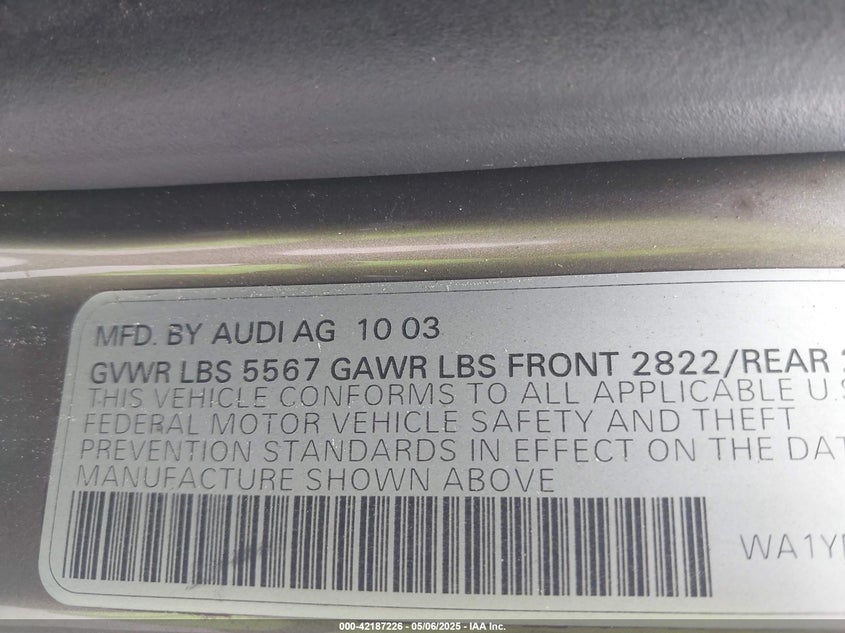 MFD. BY AUDI AG 10 03
GVWR LBS 5567 GAWR LBS FRONT 2822/REAR
THIS VEHICLE CONFORMS TO ALL APPLICABLE U.S
FEDERAL MOTOR VEHICLE SAFETY AND THEFT
PREVENTION STANDARDS IN EFFECT ON THE DAT
MANUFACTURE SHOWN ABOVE
WA1Y
000-42187226 - 05/06/2025 - IAA Inc.